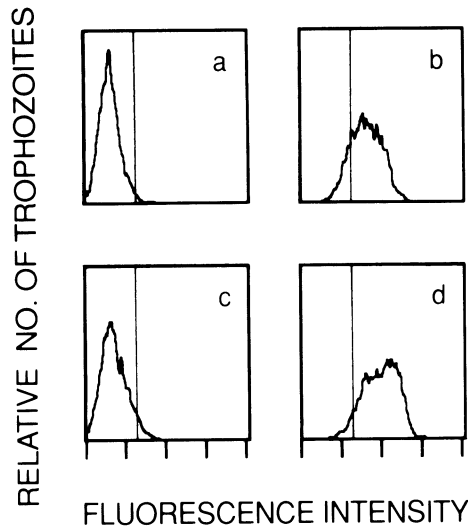 RELATIVE NO. OF TROPHOZOITES
a
b
c
d
FLUORESCENCE INTENSITY